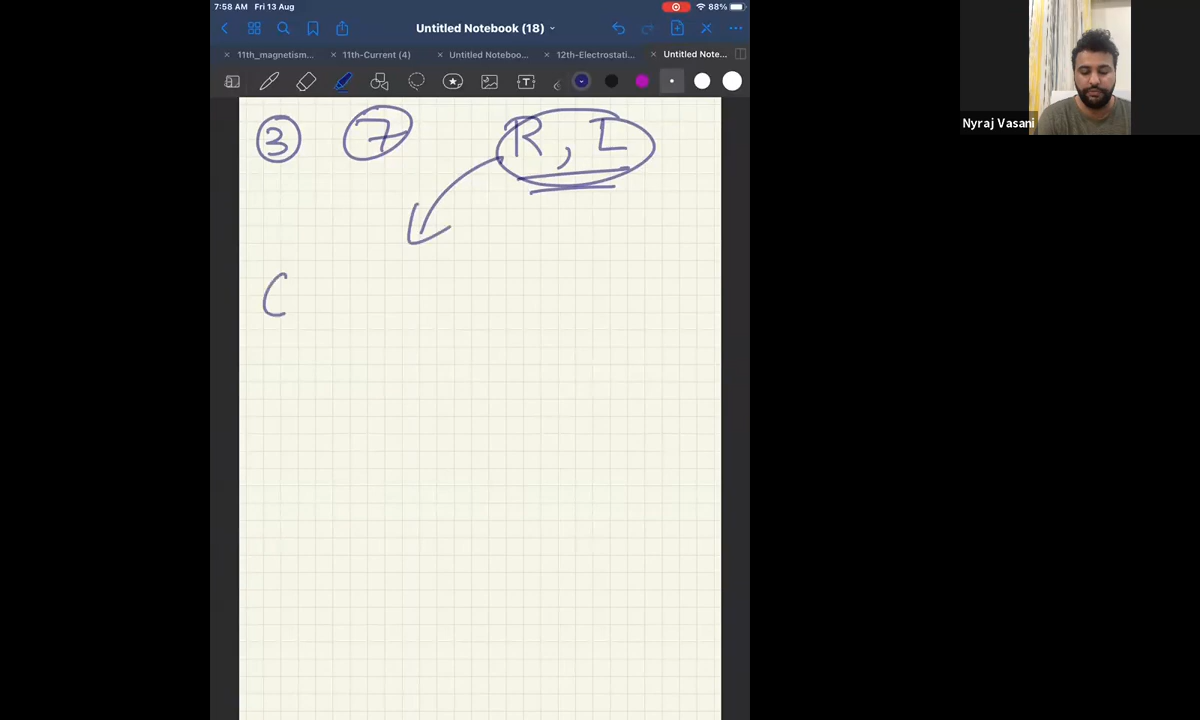 7:58 AM Fri 13 Aug 88%
Untitled Notebook (18)
11th_magnetism... 11th-Current (4) Untitled Noteboo... 12th-Electrostati... Untitled Note...
T
3 7 R, I
C
Nyraj Vasani